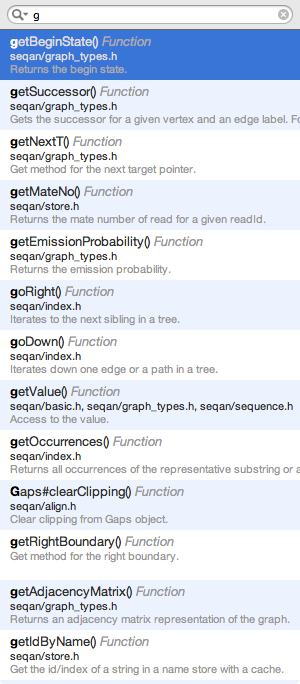 g
getBeginState() Function
seqan/graph_types.h
Returns the begin state.
getSuccessor() Function
seqan/graph_types.h
Gets the successor for a given vertex and an edge label. Fo
getNextT() Function
seqan/graph_types.h
Get method for the next target pointer.
getMateNo() Function
seqan/store.h
Returns the mate number of read for a given readId.
getEmissionProbability() Function
seqan/graph_types.h
Returns the emission probability.
goRight() Function
seqan/index.h
Iterates to the next sibling in a tree.
goDown() Function
seqan/index.h
Iterates down one edge or a path in a tree.
getValue() Function
seqan/basic.h, seqan/graph_types.h, seqan/sequence.h
Access to the value.
getOccurrences() Function
seqan/index.h
Returns all occurrences of the representative substring or a
Gaps#clearClipping() Function
seqan/align.h
Clear clipping from Gaps object.
getRightBoundary() Function
Get method for the right boundary.
getAdjacencyMatrix() Function
seqan/graph_types.h
Returns an adjacency matrix representation of the graph.
getIdByName() Function
seqan/store.h
Get the id/index of a string in a name store with a cache.